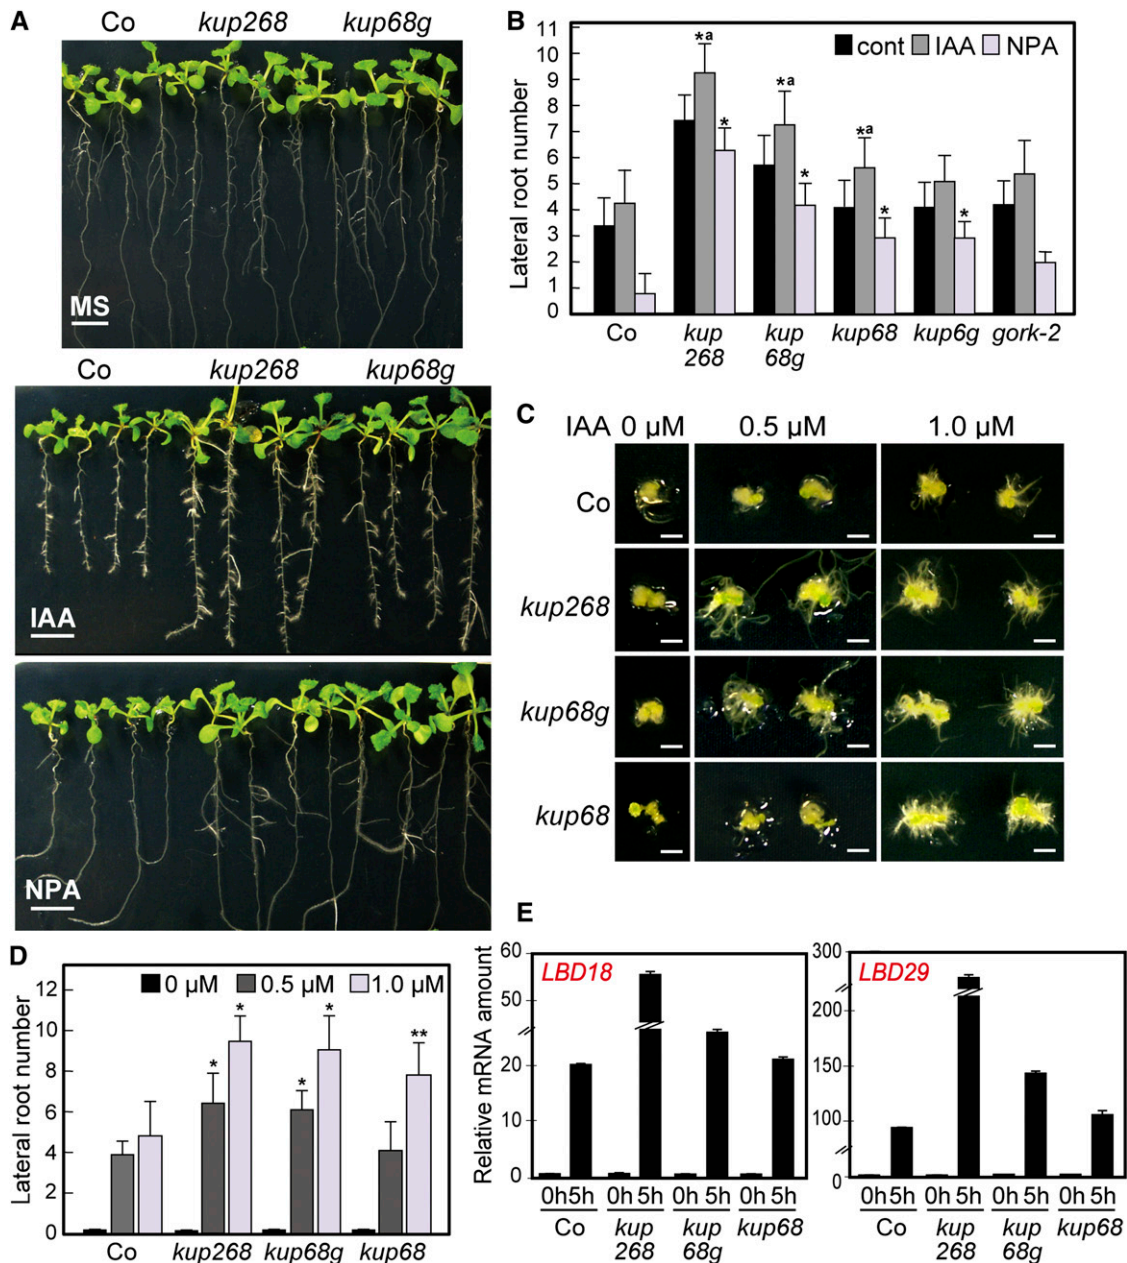 A
Co kup268 kup68g
MS
Co kup268 kup68g
IAA
NPA
B
Lateral root number
11
10
9
8
7
6
5
4
3
2
1
0
cont IAA NPA
*a
*
*a
*
*a
*
*
Co kup 268 kup 68g kup68 kup6g gork-2
C
IAA 0 µM 0.5 µM 1.0 µM
Co
kup268
kup68g
kup68
D
Lateral root number
12
10
8
6
4
2
0
0 µM 0.5 µM 1.0 µM
*
*
*
*
**
Co kup268 kup68g kup68
E
Relative mRNA amount
60
50
20
10
0
LBD18
0h 5h 0h 5h 0h 5h 0h 5h
Co kup 268 kup 68g kup68
300
200
150
100
0
LBD29
0h 5h 0h 5h 0h 5h 0h 5h
Co kup 268 kup 68g kup68